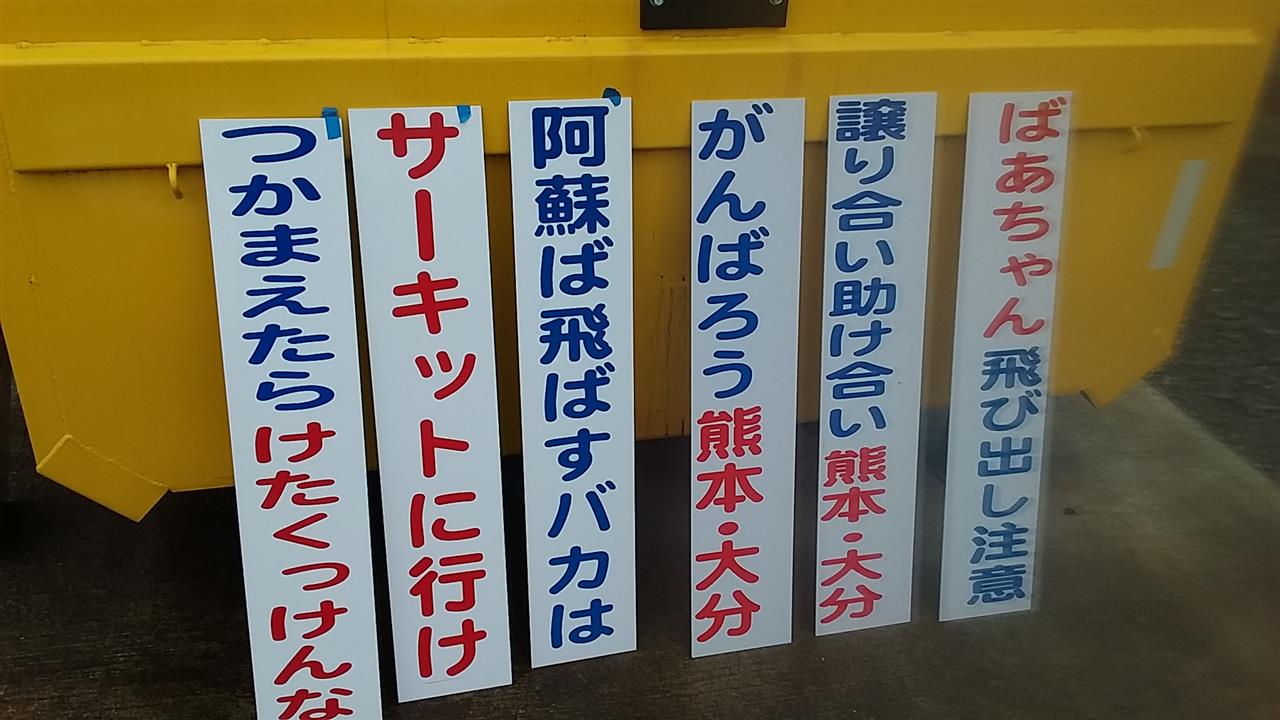 ばあちゃん飛び出し注意
譲り合い助け合い熊本・大分
がんばろう熊本・大分
阿蘇ば飛ばすバカは
サーキットに行け
つかまえたらけたくっけんな